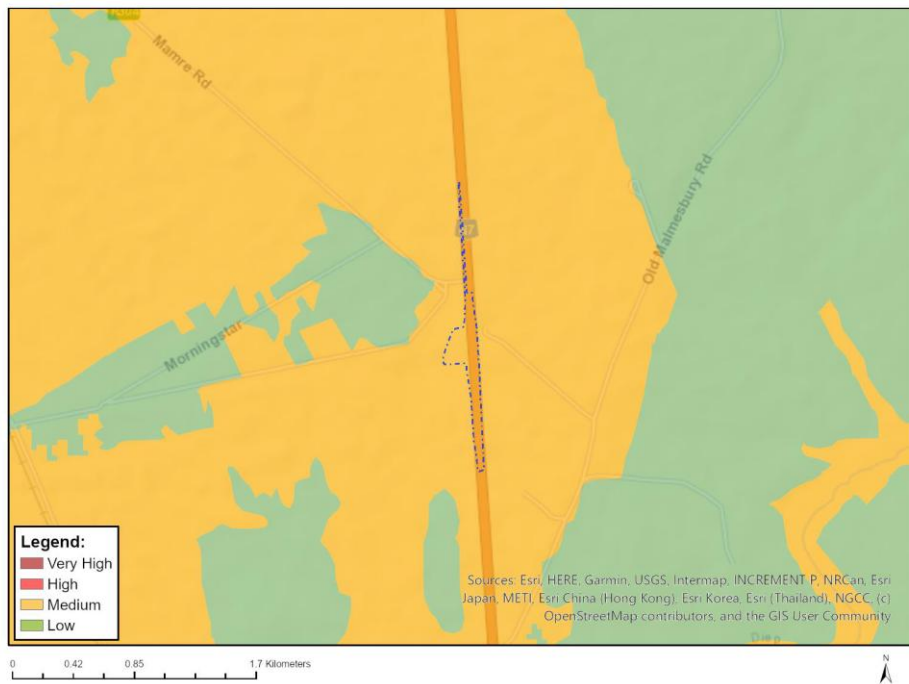 Mamre Rd
Old Malmesbury Rd
Morningstar
Legend:
Very High
High
Medium
Low
Sources: Esri, HERE, Garmin, USGS, Intermap, INCREMENT P, NRCan, Esri
Japan, METI, Esri China (Hong Kong), Esri Korea, Esri (Thailand), NGCC, (c)
OpenStreetMap contributors, and the GIS User Community
Diep
0 0.42 0.85 1.7 Kilometers
N